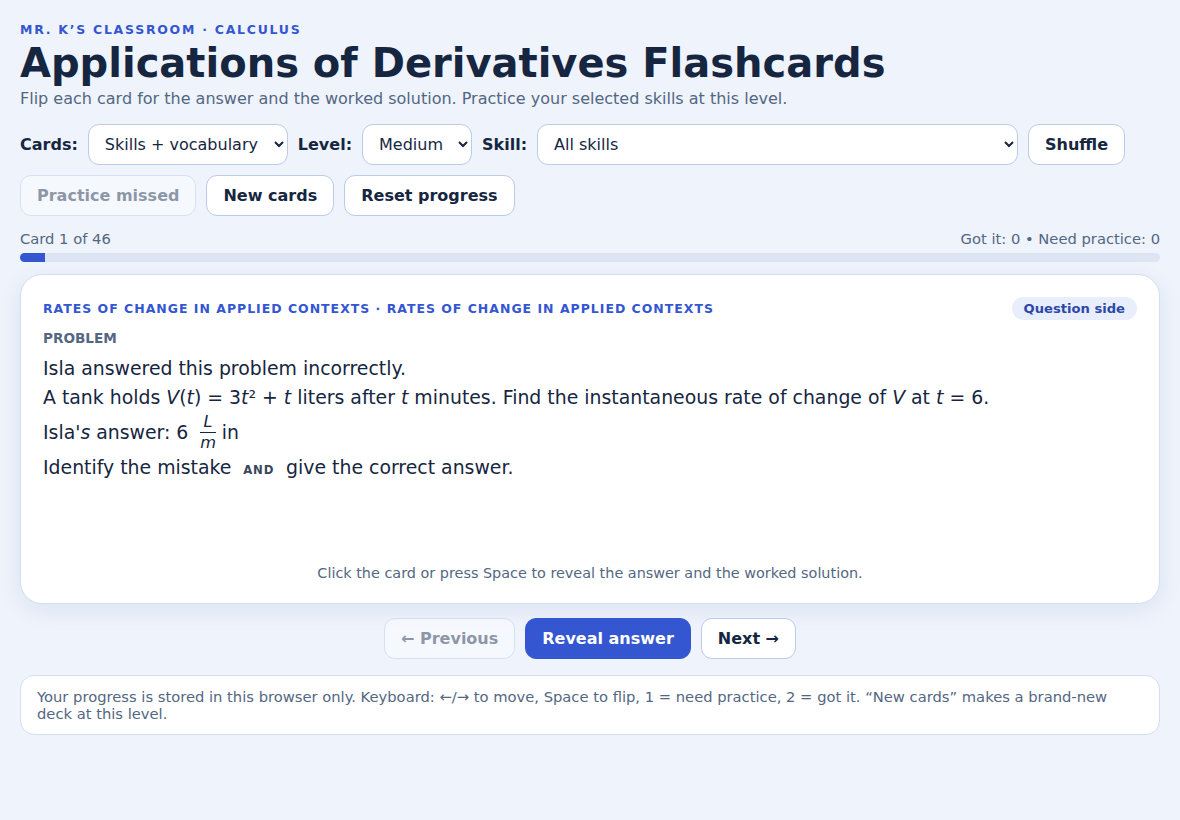 MR. K’S CLASSROOM · CALCULUS
Applications of Derivatives Flashcards
Flip each card for the answer and the worked solution. Practice your selected skills at this level.
Cards: Skills + vocabulary Level: Medium Skill: All skills Shuffle
Practice missed New cards Reset progress
Card 1 of 46 Got it: 0 • Need practice: 0
RATES OF CHANGE IN APPLIED CONTEXTS · RATES OF CHANGE IN APPLIED CONTEXTS Question side
PROBLEM
Isla answered this problem incorrectly.
A tank holds V(t) = 3t² + t liters after t minutes. Find the instantaneous rate of change of V at t = 6.
Isla's answer: 6 L/m in
Identify the mistake AND give the correct answer.
Click the card or press Space to reveal the answer and the worked solution.
← Previous Reveal answer Next →
Your progress is stored in this browser only. Keyboard: ←/→ to move, Space to flip, 1 = need practice, 2 = got it. “New cards” makes a brand-new
deck at this level.